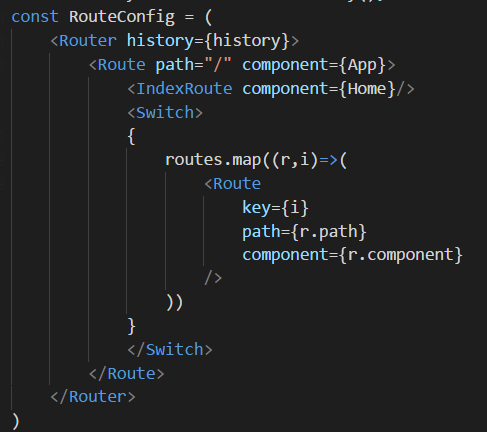 const RouteConfig = (
    <Router history={history}>
        <Route path="/" component={App}>
            <IndexRoute component={Home}/>
            <Switch>
            {
                routes.map((r,i)=>(
                    <Route
                        key={i}
                        path={r.path}
                        component={r.component}
                    />
                ))
            }
            </Switch>
        </Route>
    </Router>
)